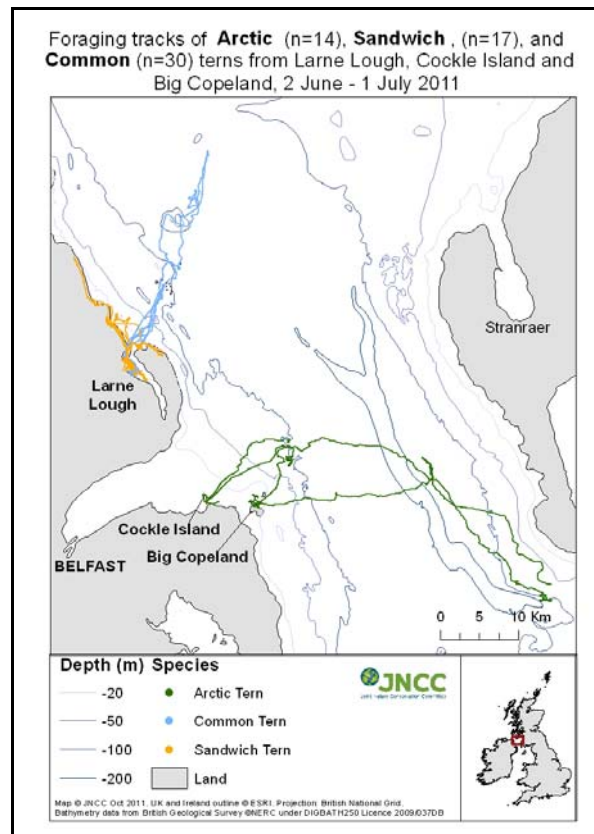 Foraging tracks of Arctic (n=14), Sandwich , (n=17), and
Common (n=30) terns from Larne Lough, Cockle Island and
Big Copeland, 2 June - 1 July 2011
Stranraer
Larne
Lough
Cockle Island
Big Copeland
BELFAST
0 5 10 Km
Depth (m) Species
-20 Arctic Tern
-50 Common Tern
-100 Sandwich Tern
-200 Land
JNCC
Map © JNCC Oct 2011. UK and Ireland outline © ESRI. Projection: British National Grid.
Bathymetry data from British Geological Survey ©NERC under DIGBATH250 Licence 2009/037DB